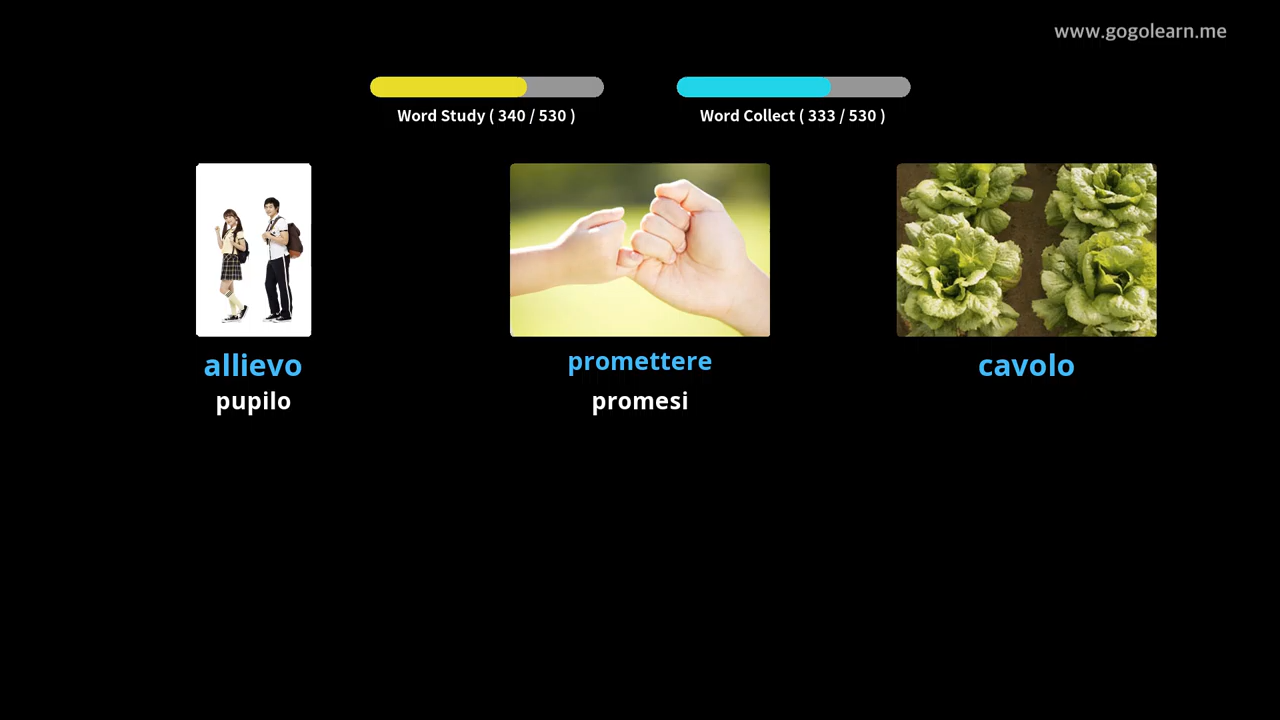 www.gogolearn.me
Word Study ( 340 / 530 )
Word Collect ( 333 / 530 )
allievo
pupilo
promettere
promesi
cavolo